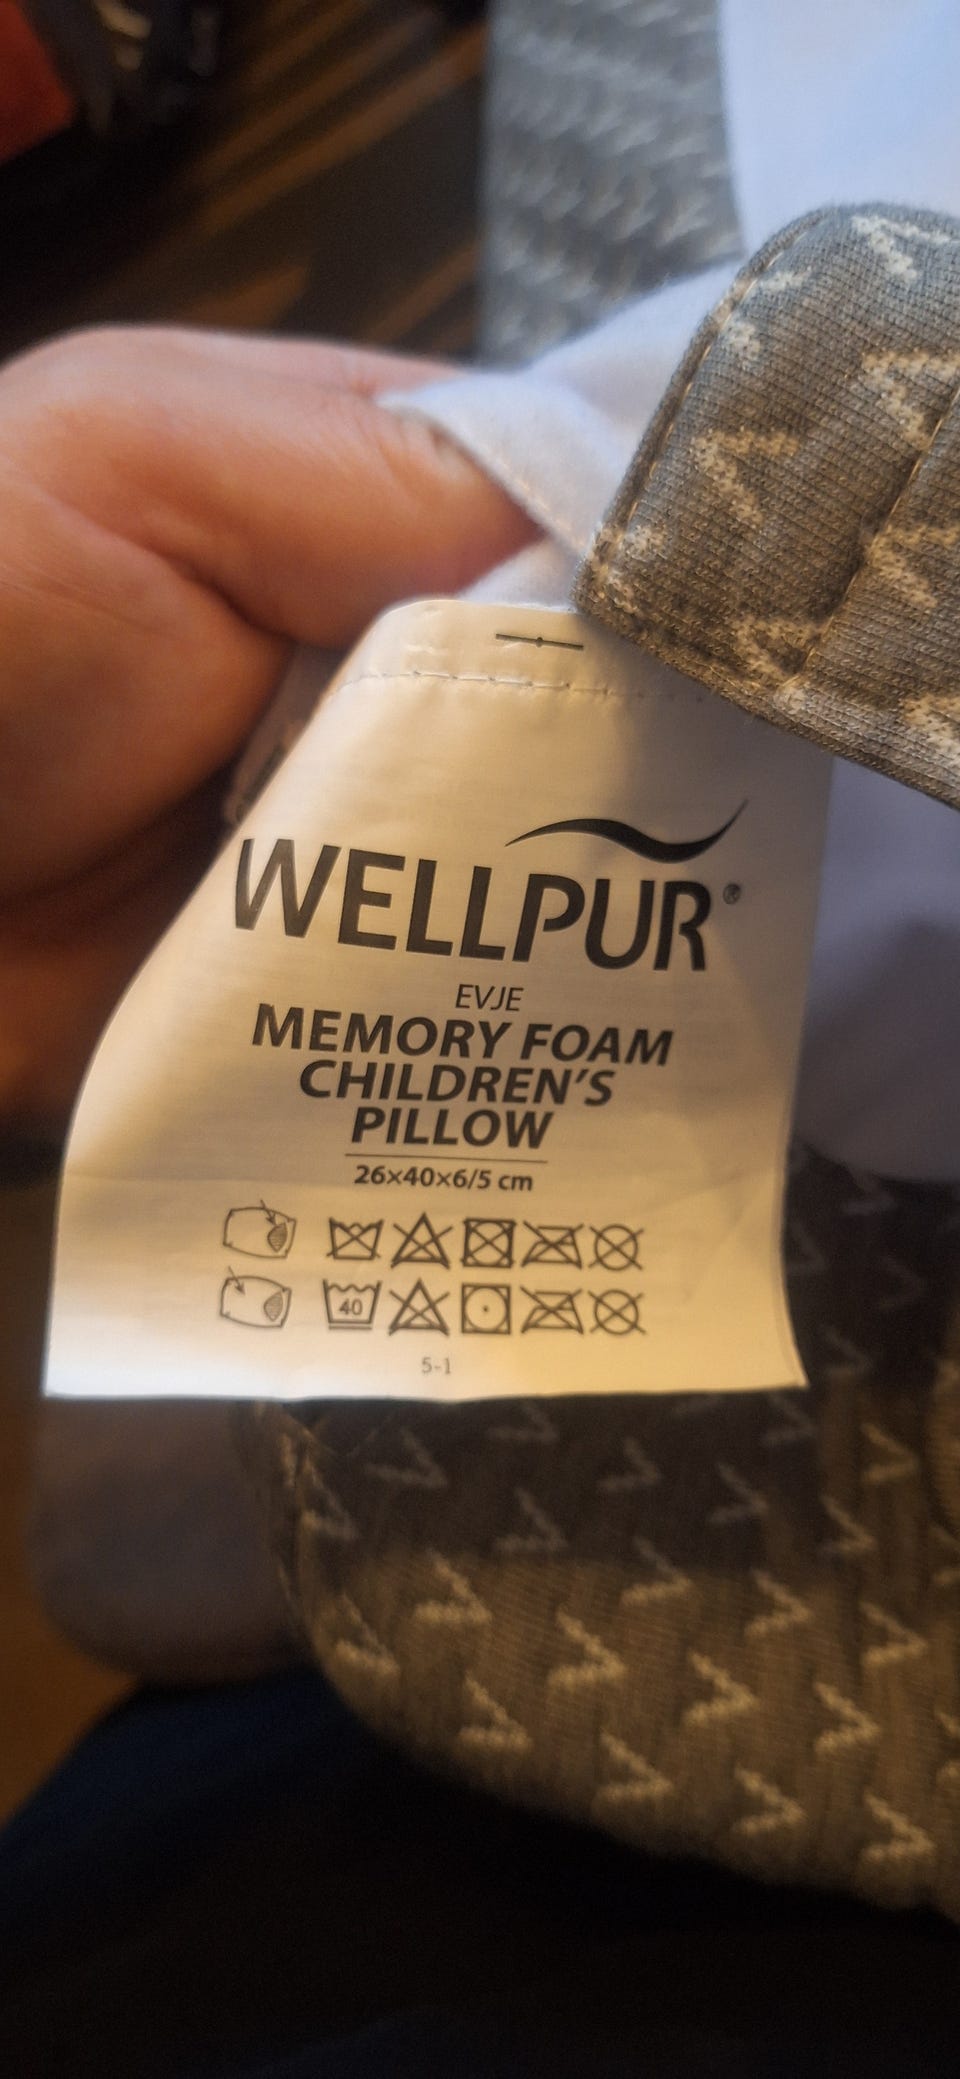 WELLPUR®
EVJE
MEMORY FOAM
CHILDREN'S
PILLOW
26×40×6/5 cm
40
5-1